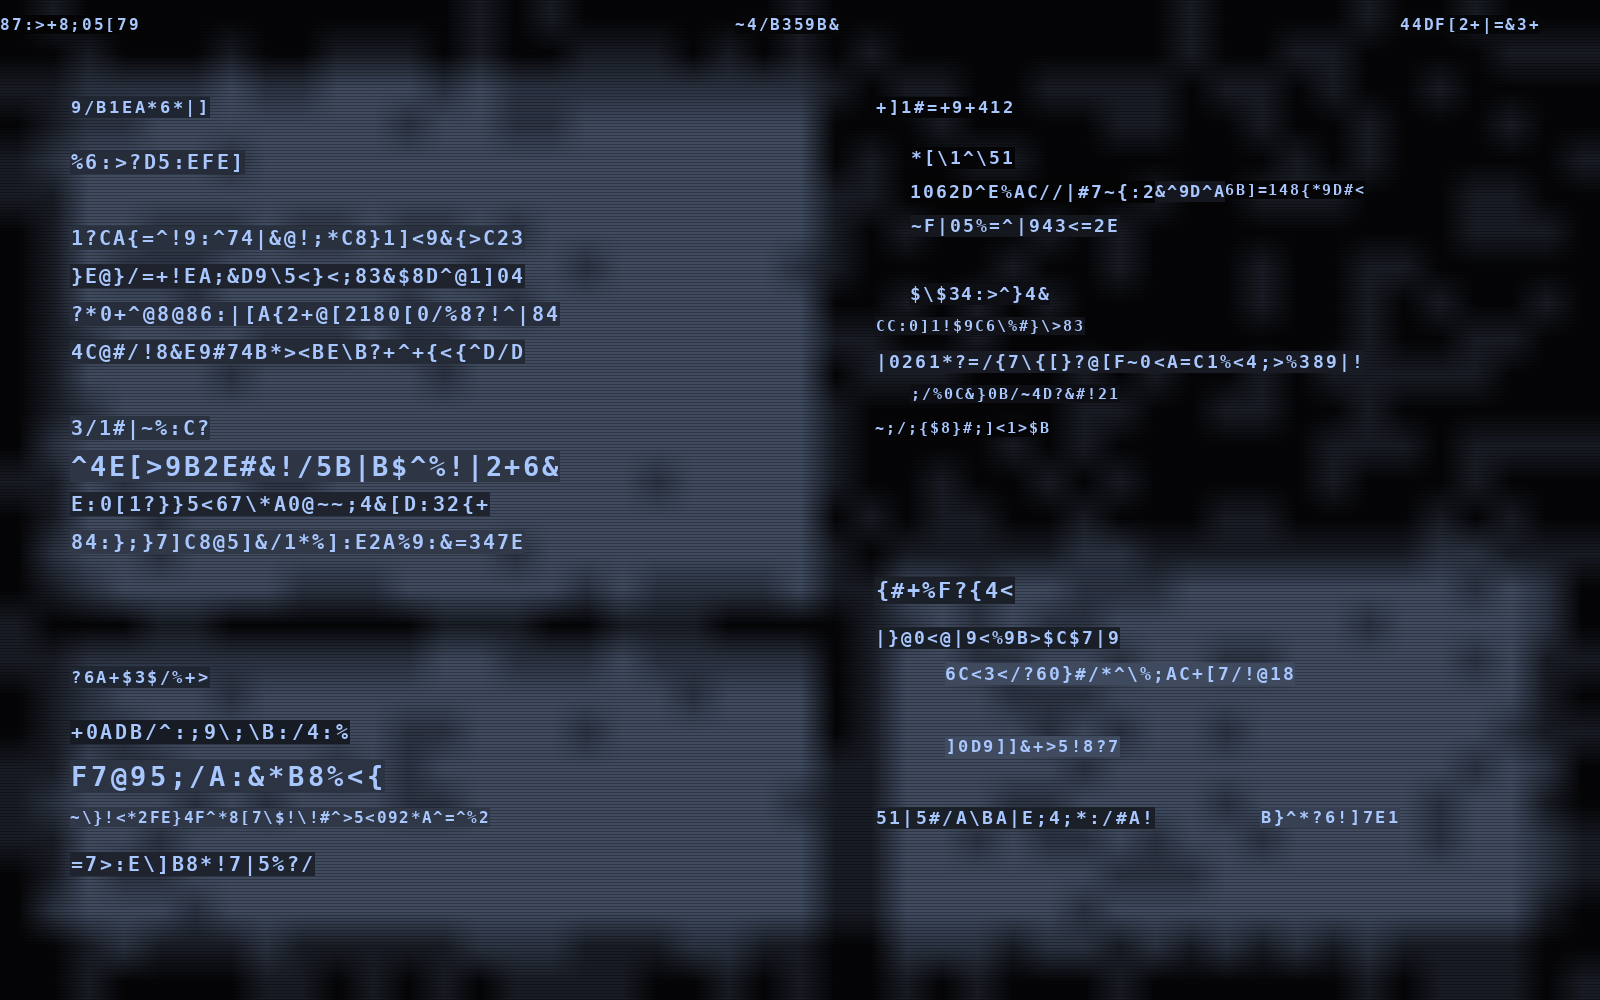 87:>+8;05[79
~4/B359B&
44DF[2+|=&3+
9/B1EA*6*|]
%6:>?D5:EFE]
1?CA{=^!9:^74|&@!;*C8}1]<9&{>C23
}E@}/=+!EA;&D9\5<}<;83&$8D^@1]04
?*0+^@8@86:|[A{2+@[2180[0/%8?!^|84
4C@#/!8&E9#74B*><BE\B?+^+{<{^D/D
3/1#|~%:C?
^4E[>9B2E#&!/5B|B$^%!|2+6&
E:0[1?}}5<67\*A0@~~;4&[D:32{+
84:};}7]C8@5]&/1*%]:E2A%9:&=347E
?6A+$3$/%+>
+0ADB/^:;9\;\B:/4:%
F7@95;/A:&*B8%<{
~\}!<*2FE}4F^*8[7\$!\!#^>5<092*A^=^%2
=7>:E\]B8*!7|5%?/
+]1#=+9+412
*[\1^\51
1062D^E%AC//|#7~{:2&^9D^A6B]=148{*9D#<
~F|05%=^|943<=2E
$\$34:>^}4&
CC:0]1!$9C6\%#}\>83
|0261*?=/{7\{[}?@[F~0<A=C1%<4;>%389|!
;/%0C&}0B/~4D?&#!21
~;/;{$8}#;]<1>$B
{#+%F?{4<
|}@0<@|9<%9B>$C$7|9
6C<3</?60}#/*^\%;AC+[7/!@18
]0D9]]&+>5!8?7
51|5#/A\BA|E;4;*:/#A!
B}^*?6!]7E1